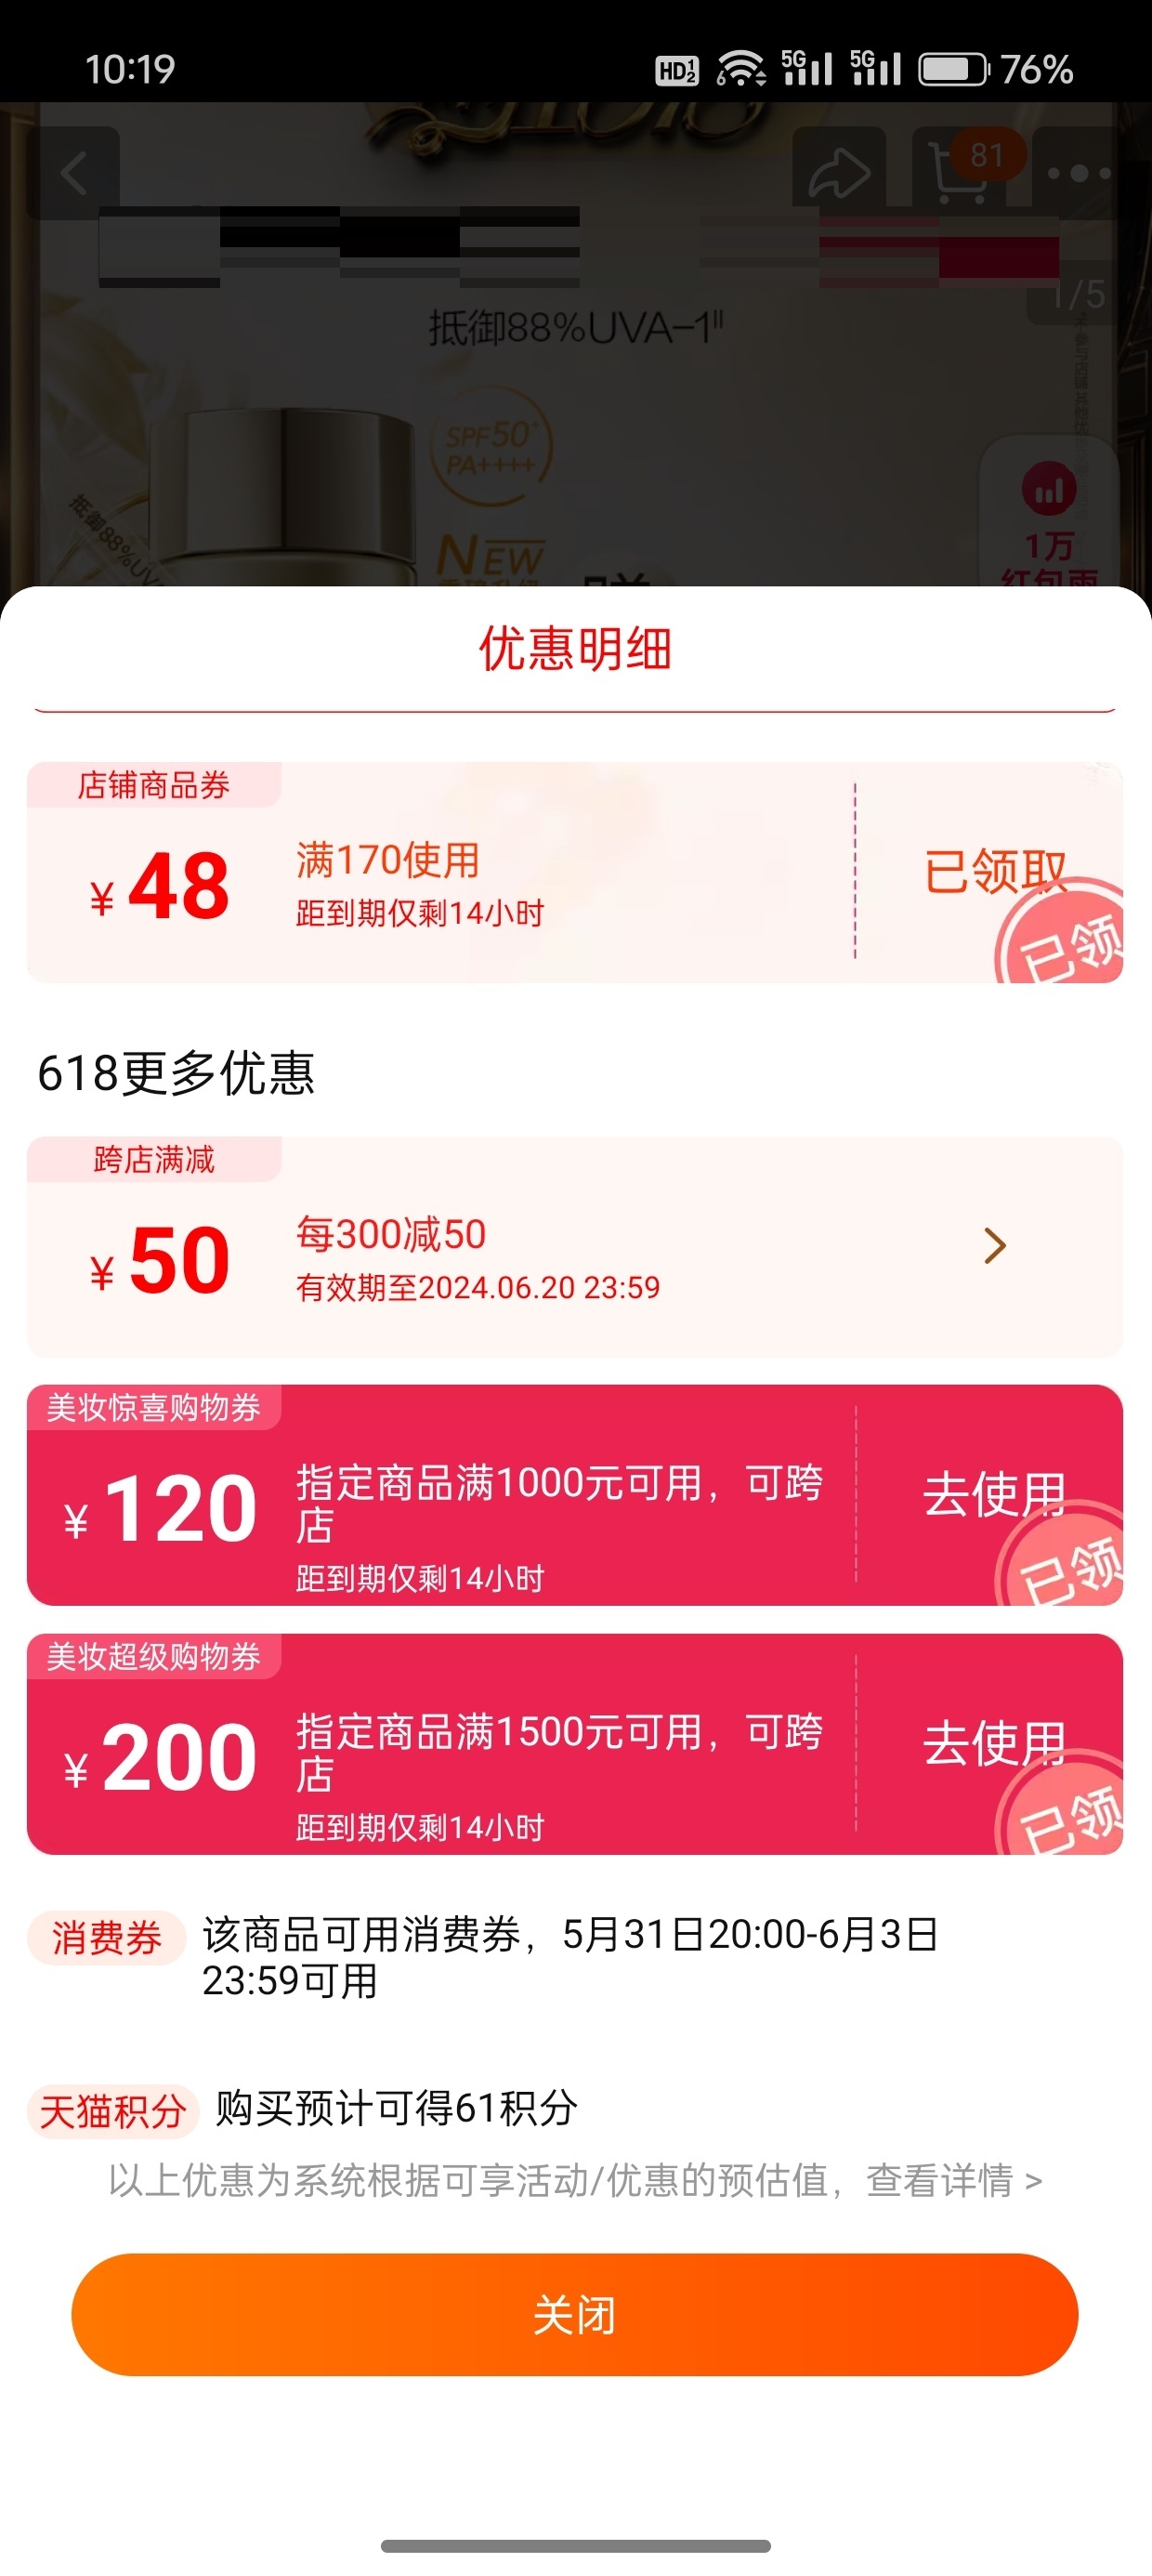 10:19
HD 1 2
6
5G
5G
76%
81
1/5
抵御88%UVA-1"
SPF50+
PA++++
抵御88%UV
NEW
1万
红包雨
优惠明细
店铺商品券
¥48
满170使用
距到期仅剩14小时
已领取
已领
618更多优惠
跨店满减
¥50
每300减50
有效期至2024.06.20 23:59
美妆惊喜购物券
¥120
指定商品满1000元可用，可跨
店
距到期仅剩14小时
去使用
已领
美妆超级购物券
¥200
指定商品满1500元可用，可跨
店
距到期仅剩14小时
去使用
已领
消费券
该商品可用消费券，5月31日20:00-6月3日
23:59可用
天猫积分
购买预计可得61积分
以上优惠为系统根据可享活动/优惠的预估值，查看详情 >
关闭